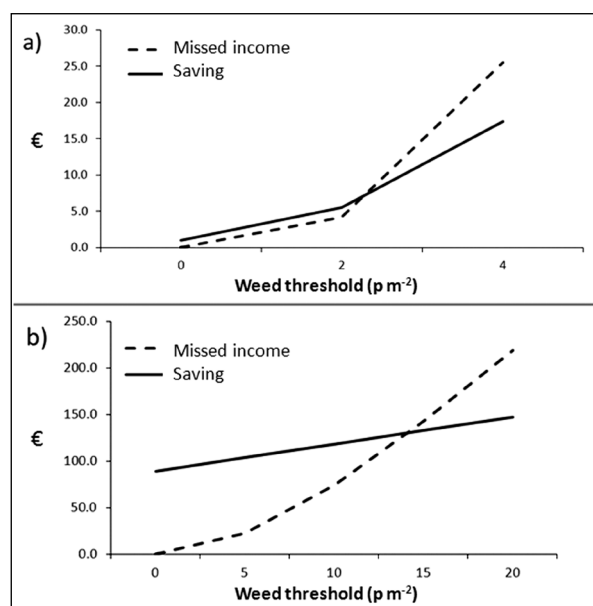 a)
Missed income
Saving
30.0
25.0
20.0
15.0
10.0
5.0
0.0
€
0 2 4
Weed threshold (p m-2)
b)
Missed income
Saving
250.0
200.0
150.0
100.0
50.0
0.0
€
0 5 10 15 20
Weed threshold (p m-2)